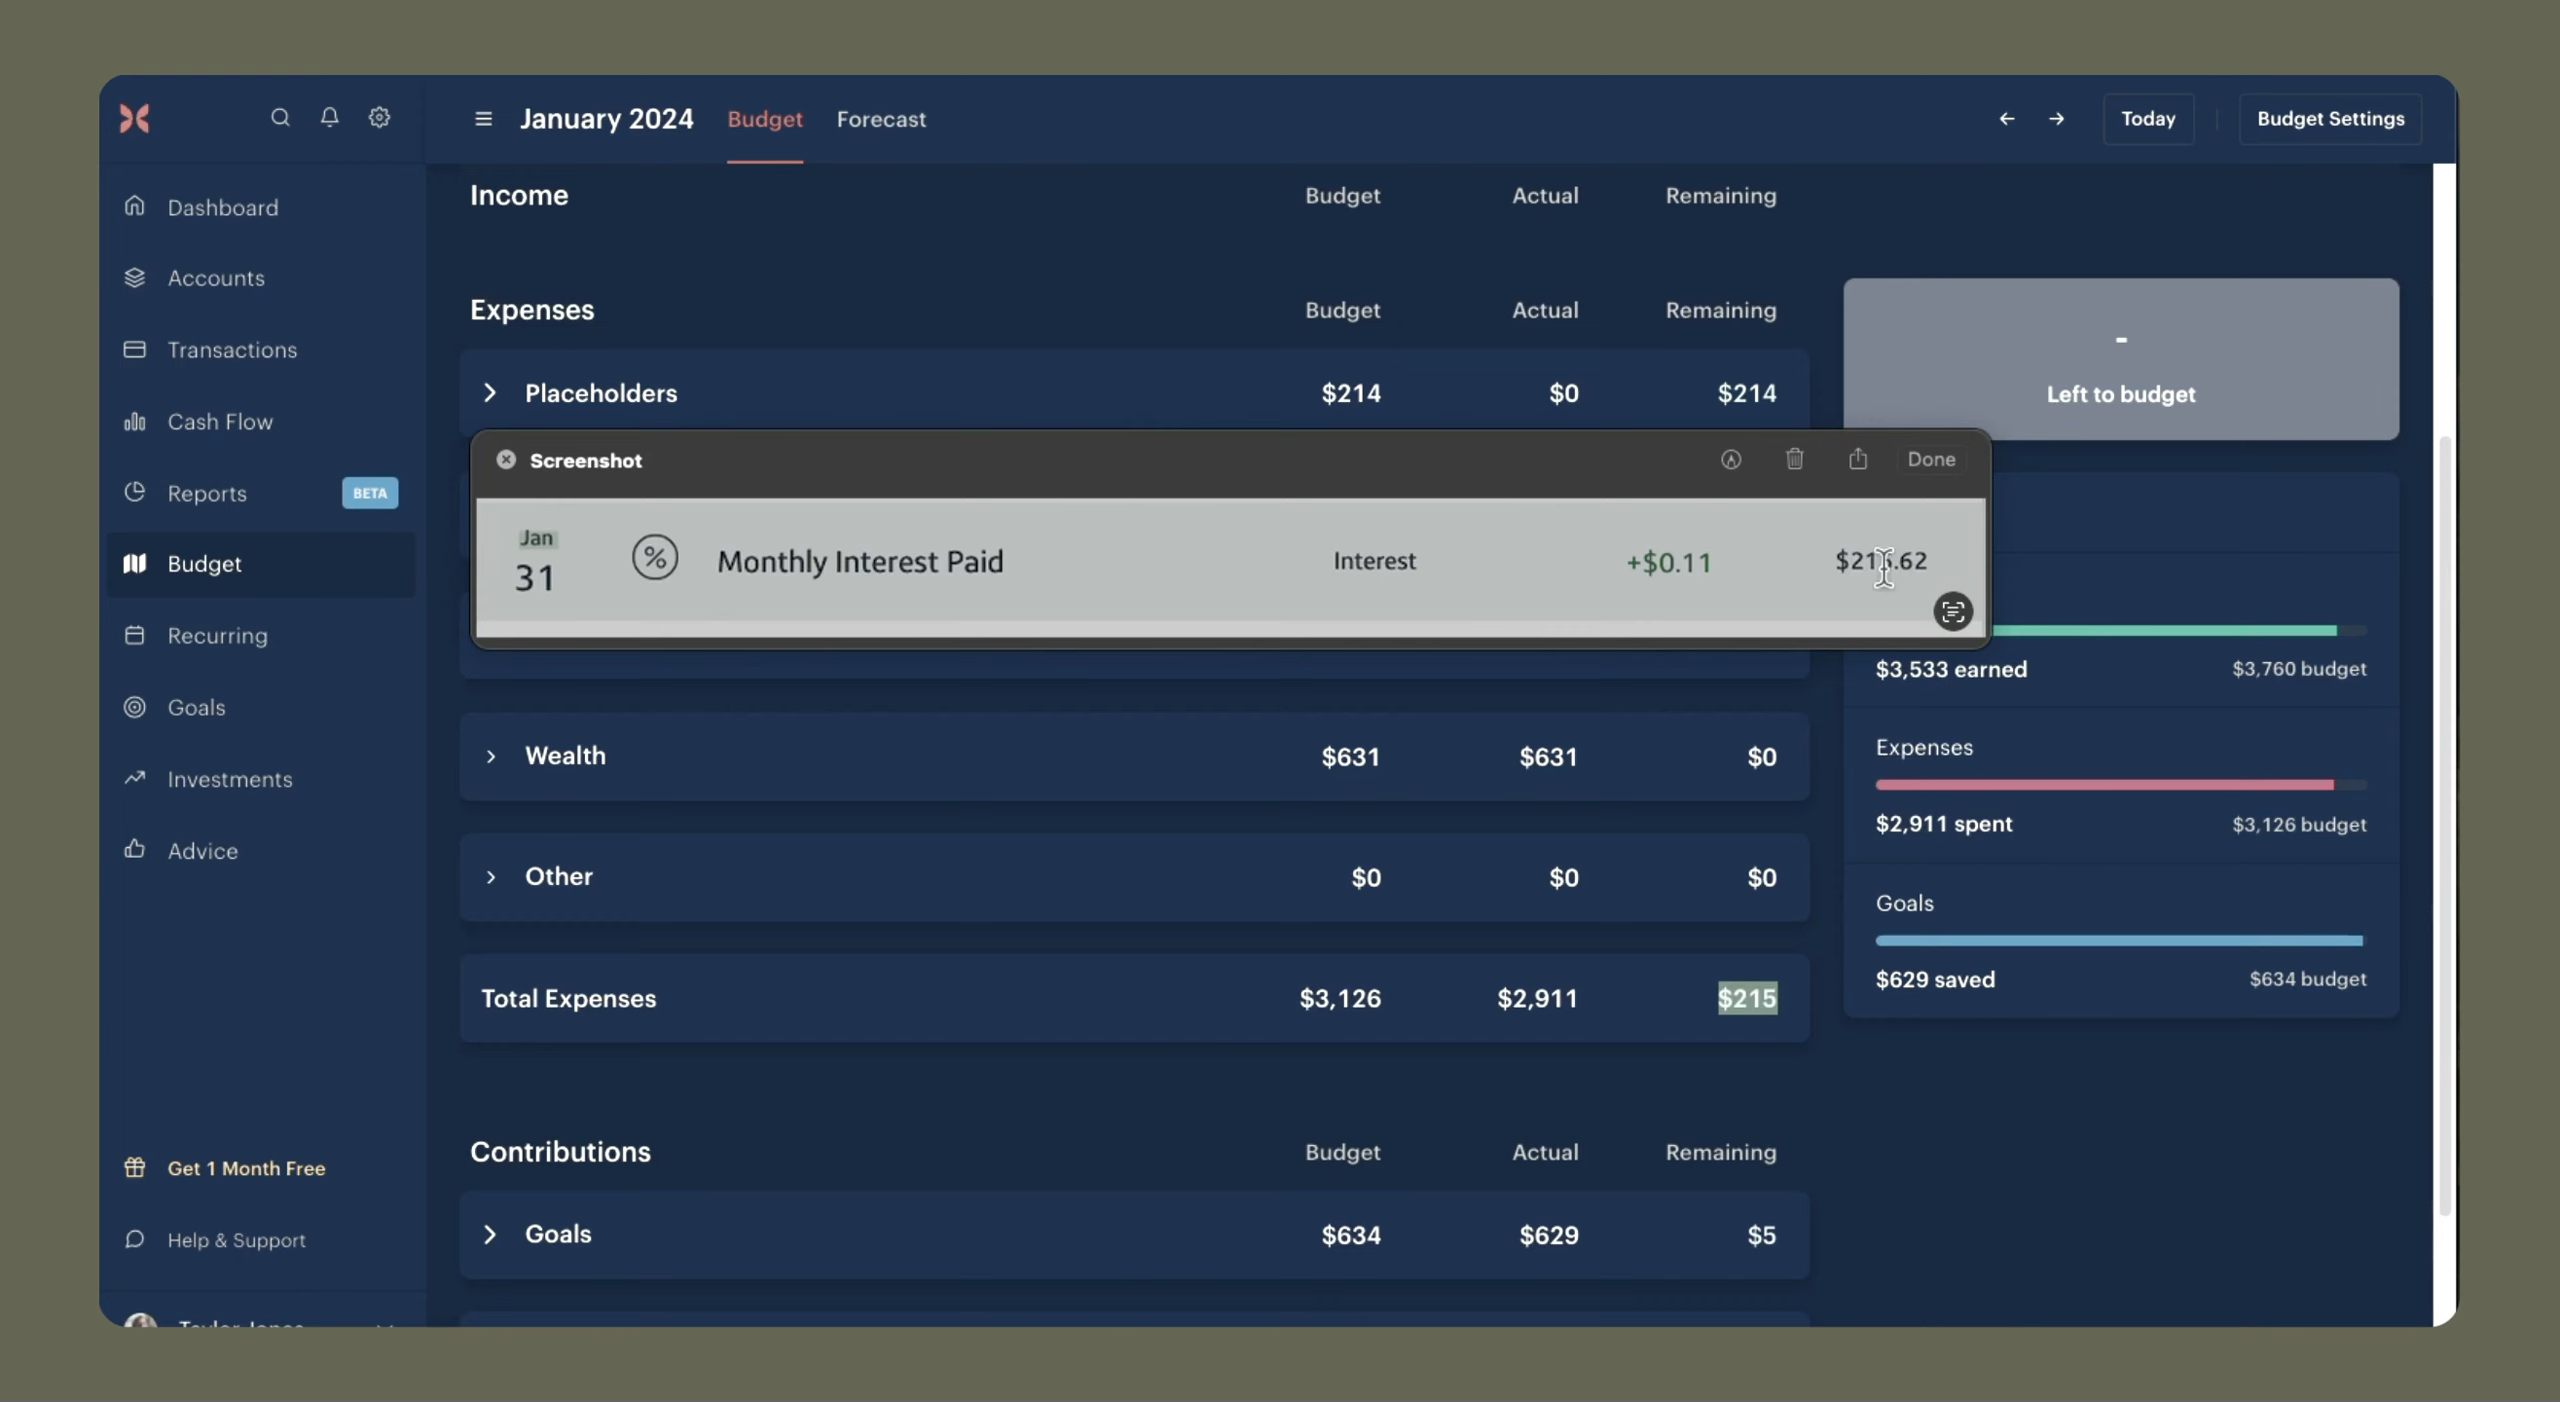 January 2024 Budget Forecast Today Budget Settings
Dashboard
Accounts
Transactions
Cash Flow
Reports BETA
Budget
Recurring
Goals
Investments
Advice
Get 1 Month Free
Help & Support
Income Budget Actual Remaining
Expenses Budget Actual Remaining
Placeholders $214 $0 $214
Screenshot Done
Jan
31 Monthly Interest Paid Interest +$0.11
Wealth $631 $631 $0
Other $0 $0 $0
Total Expenses $3,126 $2,911 $215
Contributions Budget Actual Remaining
Goals $634 $629 $5
-
Left to budget
$3,533 earned $3,760 budget
Expenses
$2,911 spent $3,126 budget
Goals
$629 saved $634 budget